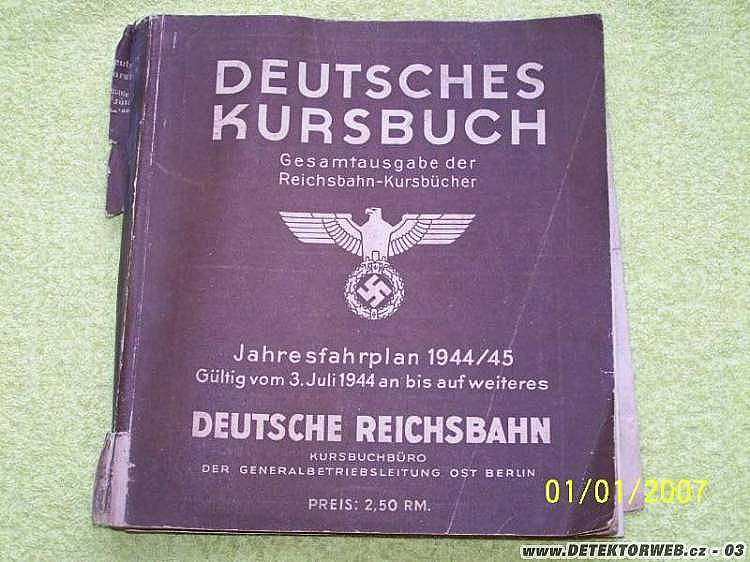 DEUTSCHES
KURSBUCH
Gesamtausgabe der
Reichsbahn-Kursbücher
Jahresfahrplan 1944/45
Gültig vom 3. Juli 1944 an bis auf weiteres
DEUTSCHE REICHSBAHN
KURSBUCHBÜRO
DER GENERALBETRIEBSLEITUNG OST BERLIN
PREIS: 2,50 RM.
01/01/2007
www.DETEKTORWEB.cz - 03